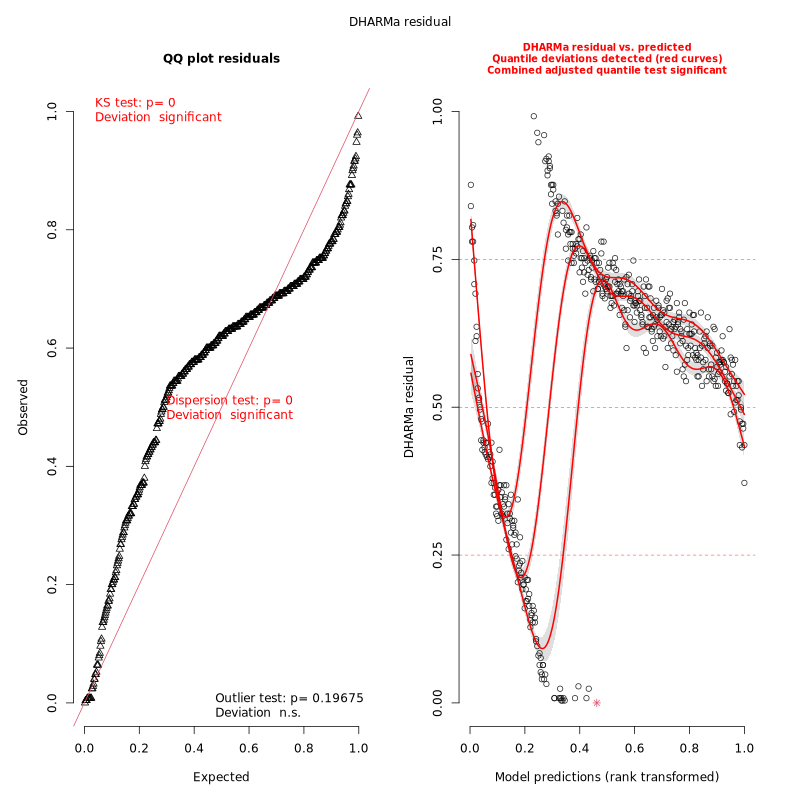 DHARMa residual
QQ plot residuals
KS test: p= 0
Deviation  significant
Dispersion test: p= 0
Deviation  significant
Outlier test: p= 0.19675
Deviation  n.s.
Observed
0.0
0.2
0.4
0.6
0.8
1.0
0.0
0.2
0.4
0.6
0.8
1.0
Expected
DHARMa residual vs. predicted
Quantile deviations detected (red curves)
Combined adjusted quantile test significant
DHARMa residual
0.00
0.25
0.50
0.75
1.00
0.0
0.2
0.4
0.6
0.8
1.0
Model predictions (rank transformed)